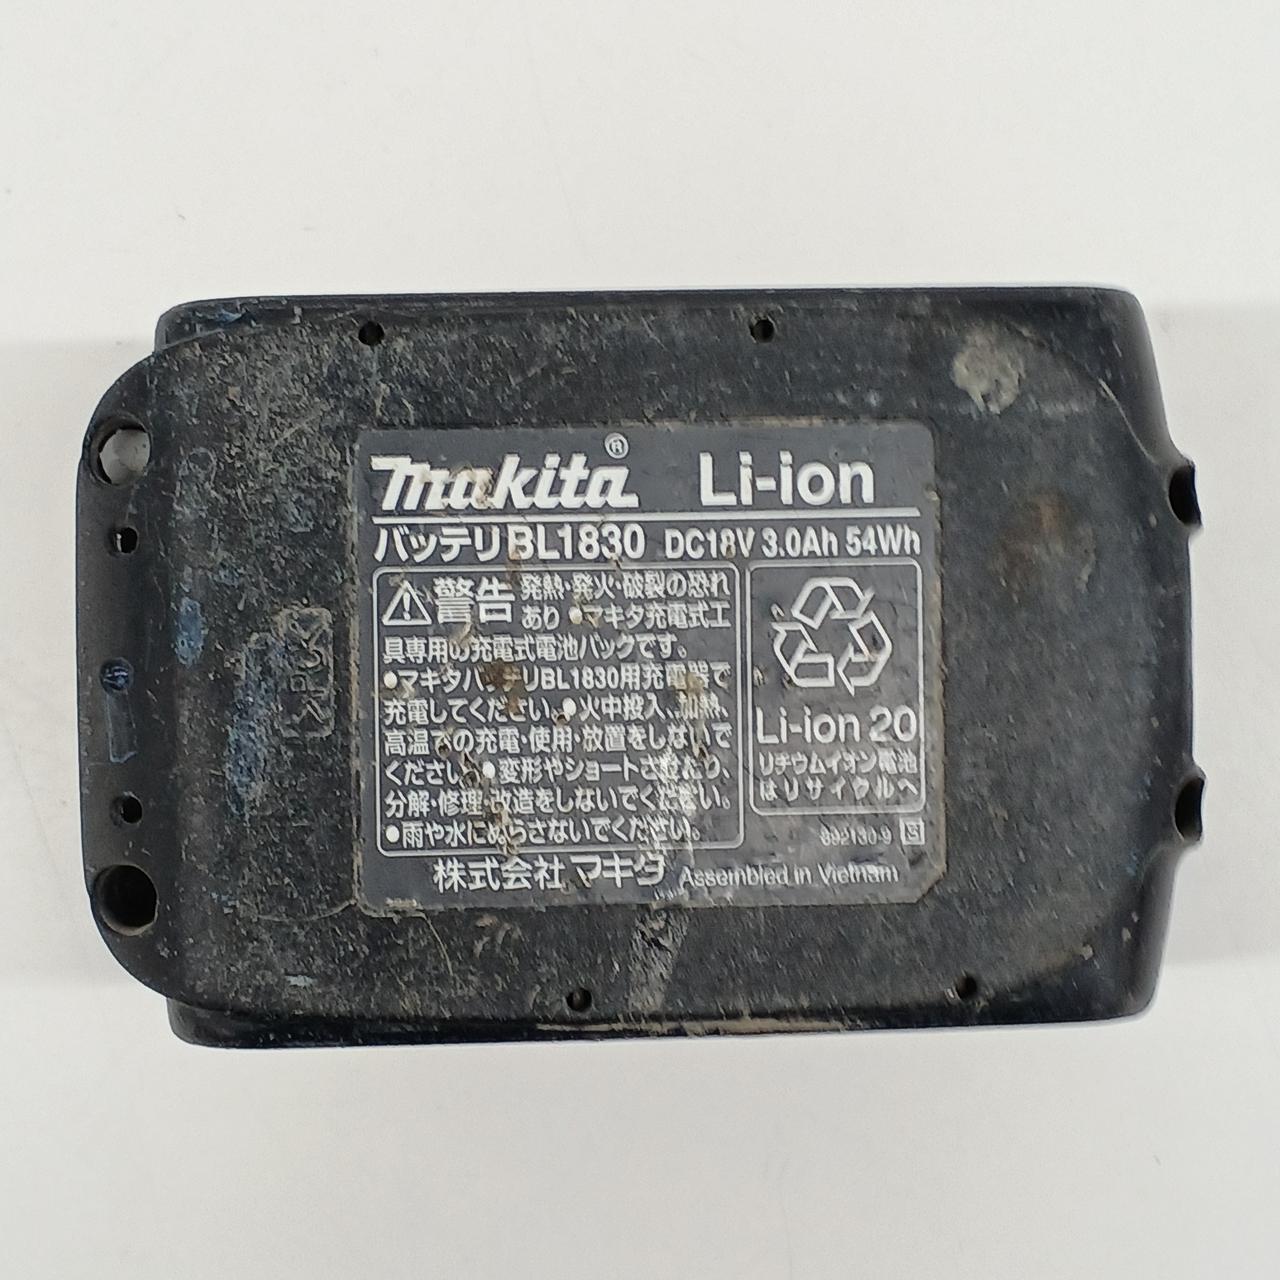 makita® Li-ion
バッテリBL1830 DC18V 3.0Ah 54Wh
⚠警告 発熱・発火・破裂の恐れ
あり ●マキタ充電式工
具専用の充電式電池パックです。
●マキタバッテリBL1830用充電器で
充電してください。●火中投入、加熱、
高温での充電・使用・放置をしないで
ください。●変形やショートさせたり、
分解・修理・改造をしないでください。
●雨や水にぬらさないでください。
Li-ion 20
リチウムイオン電池
はリサイクルへ
892130-9
株式会社 マキタ Assembled in Vietnam